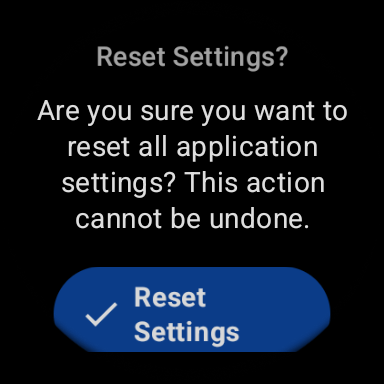 Reset Settings?
Are you sure you want to
reset all application
settings? This action
cannot be undone.
Reset
Settings